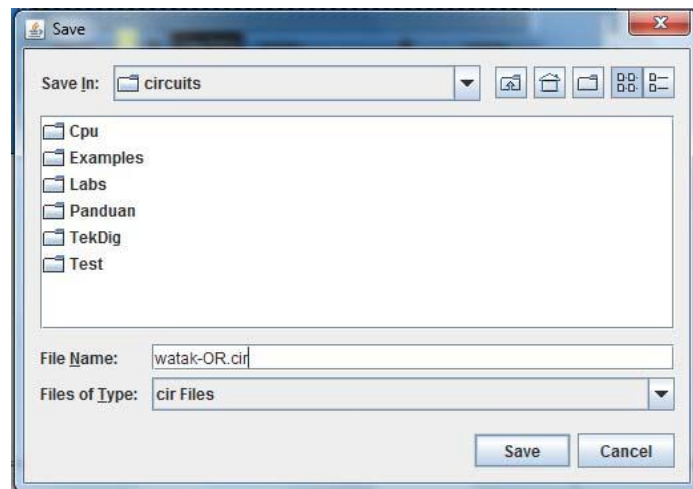 Save
Save In: circuits
Cpu
Examples
Labs
Panduan
TekDig
Test
File Name: watak-OR.cir
Files of Type: cir Files
Save Cancel